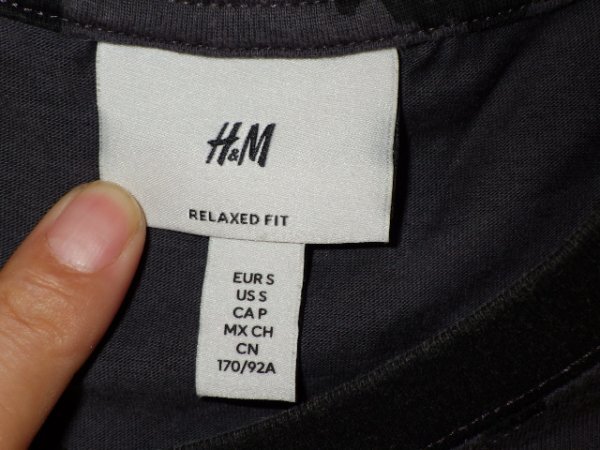 H&M
RELAXED FIT
EUR S
US S
CA P
MX CH
CN
170/92A